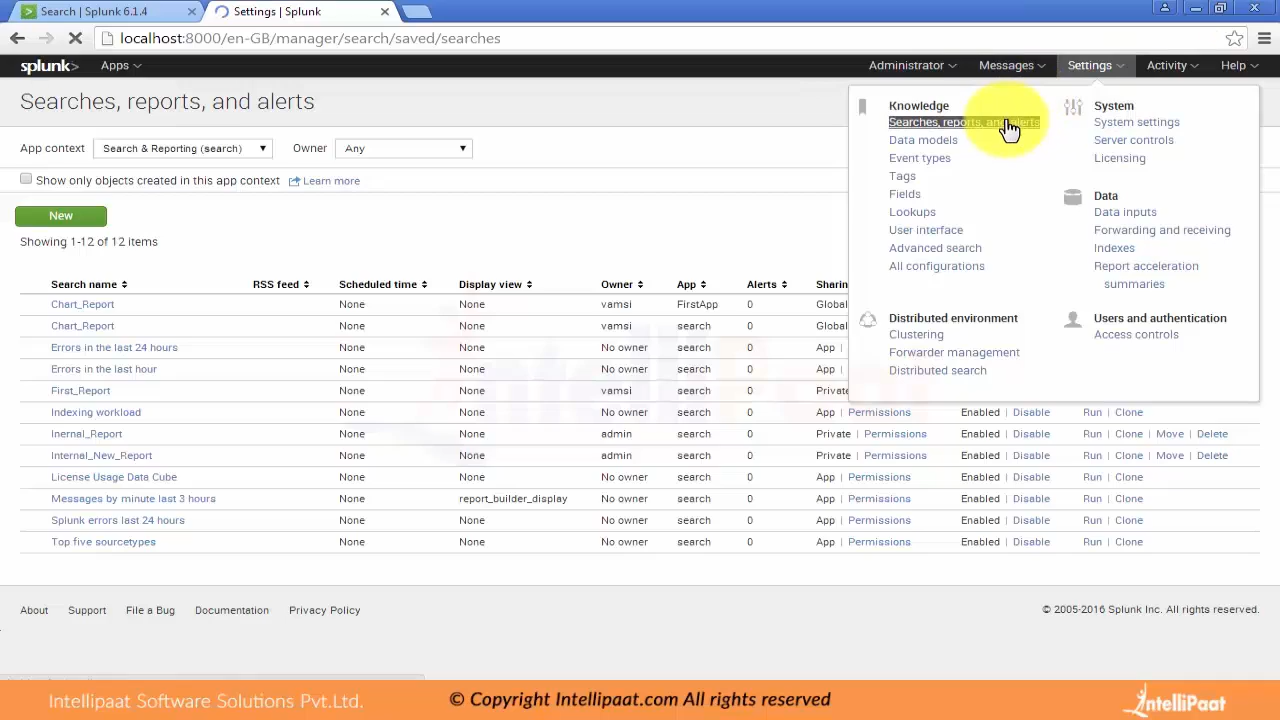 Search | Splunk 6.1.4
Settings | Splunk
localhost:8000/en-GB/manager/search/saved/searches
splunk> Apps Administrator Messages Settings Activity Help
Searches, reports, and alerts
App context Search & Reporting (search) Owner Any
Show only objects created in this app context Learn more
New
Showing 1-12 of 12 items
Knowledge
Searches, reports, and alerts
Data models
Event types
Tags
Fields
Lookups
User interface
Advanced search
All configurations
Distributed environment
Clustering
Forwarder management
Distributed search
System
System settings
Server controls
Licensing
Data
Data inputs
Forwarding and receiving
Indexes
Report acceleration
summaries
Users and authentication
Access controls
Search name RSS feed Scheduled time Display view Owner App Alerts Sharin
Chart_Report None None vamsi FirstApp 0 Global
Chart_Report None None vamsi search 0 Global
Errors in the last 24 hours None None No owner search 0 App |
Errors in the last hour None None No owner search 0 App |
First_Report None None vamsi search 0 Private
Indexing workload None None No owner search 0 App | Permissions Enabled | Disable Run | Clone
Inernal_Report None None admin search 0 Private | Permissions Enabled | Disable Run | Clone | Move | Delete
Internal_New_Report None None admin search 0 Private | Permissions Enabled | Disable Run | Clone | Move | Delete
License Usage Data Cube None None No owner search 0 App | Permissions Enabled | Disable Run | Clone
Messages by minute last 3 hours None report_builder_display No owner search 0 App | Permissions Enabled | Disable Run | Clone
Splunk errors last 24 hours None None No owner search 0 App | Permissions Enabled | Disable Run | Clone
Top five sourcetypes None None No owner search 0 App | Permissions Enabled | Disable Run | Clone
About Support File a Bug Documentation Privacy Policy © 2005-2016 Splunk Inc. All rights reserved.
Intellipaat Software Solutions Pvt.Ltd. © Copyright Intellipaat.com All rights reserved IntelliPaat